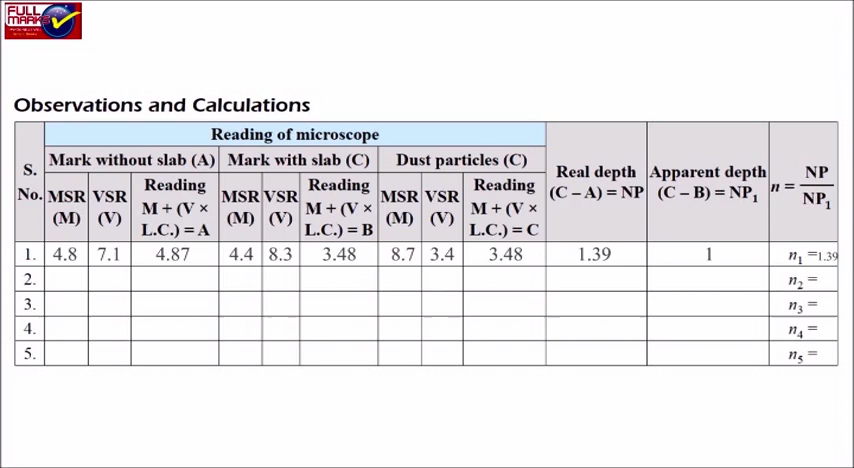 FULL
MARKS
Observations and Calculations
Reading of microscope
S. No.
Mark without slab (A)
Mark with slab (C)
Dust particles (C)
Real depth (C – A) = NP
Apparent depth (C – B) = NP₁
n = NP / NP₁
MSR (M) VSR (V) Reading M + (V × L.C.) = A MSR (M) VSR (V) Reading M + (V × L.C.) = B MSR (M) VSR (V) Reading M + (V × L.C.) = C
1. 4.8 7.1 4.87 4.4 8.3 3.48 8.7 3.4 3.48 1.39 1 n₁ =1.39
2. n₂ =
3. n₃ =
4. n₄ =
5. n₅ =